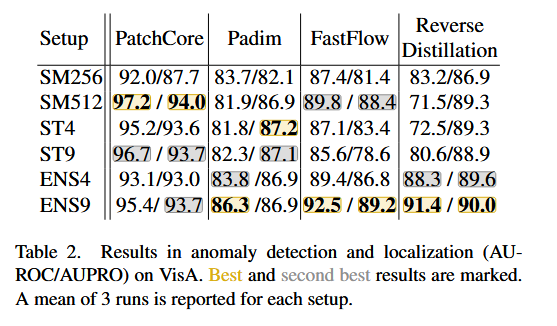 Setup PatchCore Padim FastFlow Reverse Distillation
SM256 92.0/87.7 83.7/82.1 87.4/81.4 83.2/86.9
SM512 97.2 / 94.0 81.9/86.9 89.8 / 88.4 71.5/89.3
ST4 95.2/93.6 81.8/ 87.2 87.1/83.4 72.5/89.3
ST9 96.7 / 93.7 82.3/ 87.1 85.6/78.6 80.6/88.9
ENS4 93.1/93.0 83.8 /86.9 89.4/86.8 88.3 / 89.6
ENS9 95.4/ 93.7 86.3 /86.9 92.5 / 89.2 91.4 / 90.0
Table 2. Results in anomaly detection and localization (AU-
ROC/AUPRO) on VisA. Best and second best results are marked.
A mean of 3 runs is reported for each setup.